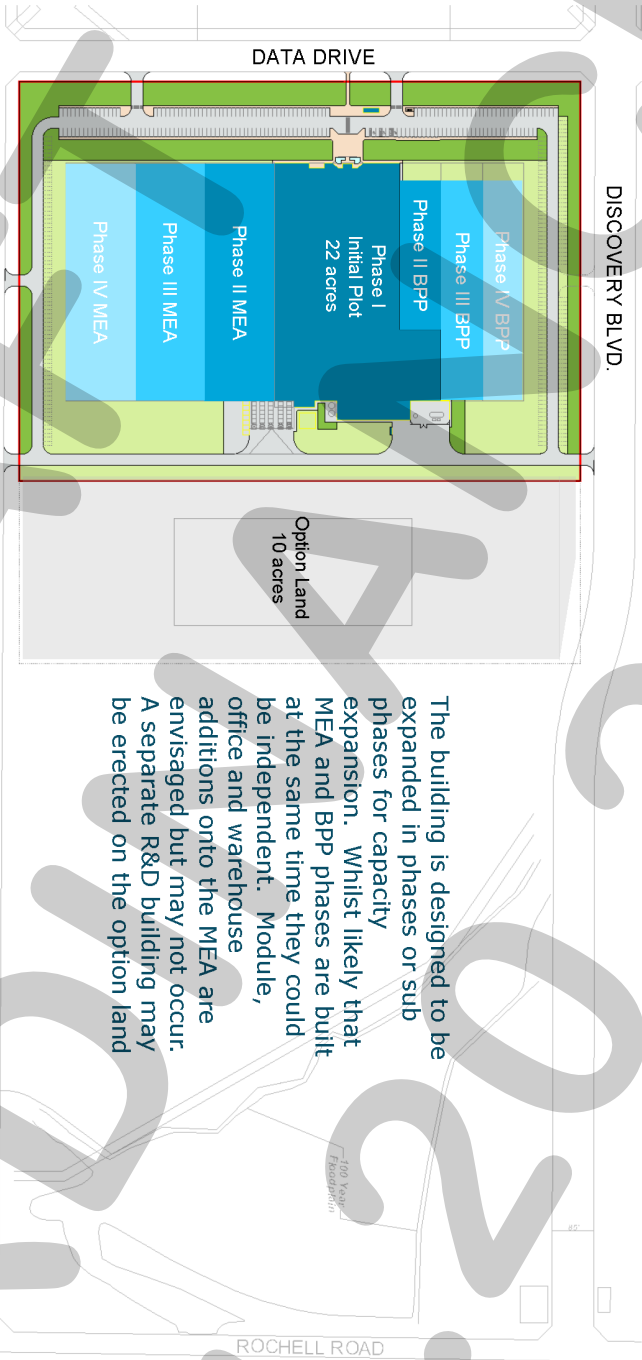 DATA DRIVE
DISCOVERY BLVD.
Phase IV MEA
Phase III MEA
Phase II MEA
Phase I
Initial Plot
22 acres
Phase II BPP
Phase III BPP
Phase IV BPP
Option Land
10 acres
The building is designed to be
expanded in phases or sub
phases for capacity
expansion. Whilst likely that
MEA and BPP phases are built
at the same time they could
be independent. Module,
office and warehouse
additions onto the MEA are
envisaged but may not occur.
A separate R&D building may
be erected on the option land
100 Year
Floodplain
85'
ROCHELL ROAD